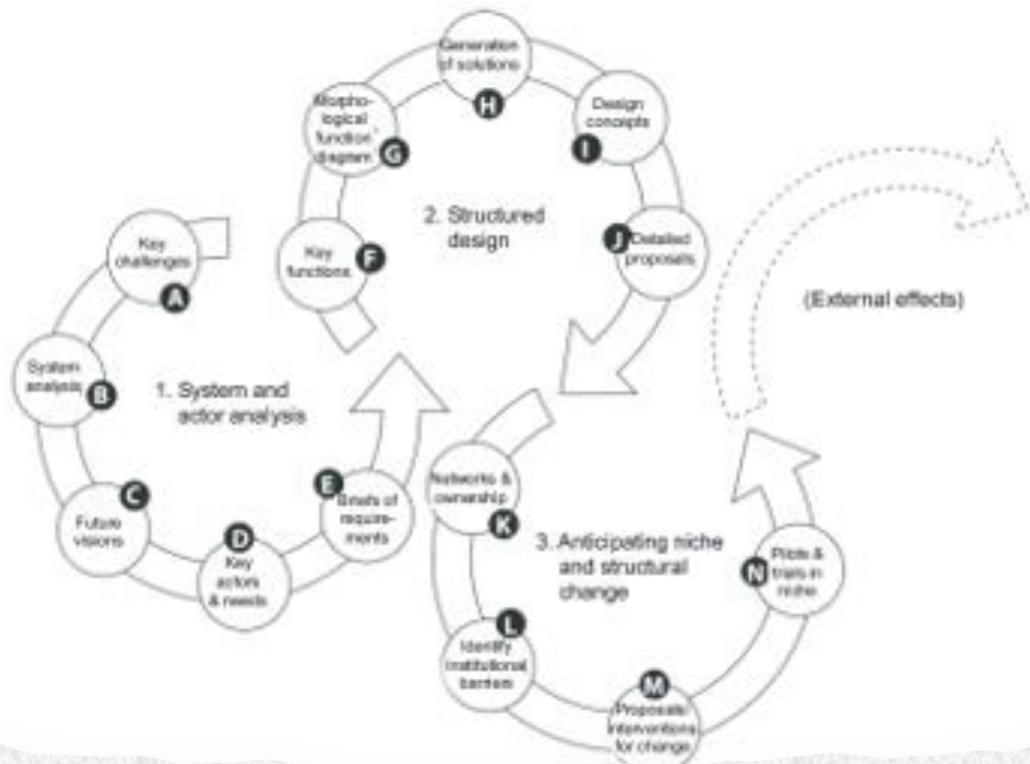 Key
challenges
A
System
analysis
B
Future
visions
C
Key
actors
& needs
D
Briefs of
require-
ments
E
1. System and
actor analysis
Key
functions
F
Morpho-
logical
function
diagram
G
Generation
of solutions
H
Design
concepts
I
Detailed
proposals
J
2. Structured
design
Networks &
ownership
K
Identify
institutional
barriers
L
Proposals/
interventions
for change
M
Pilots &
trials in
niche
N
3. Anticipating niche
and structural
change
(External effects)